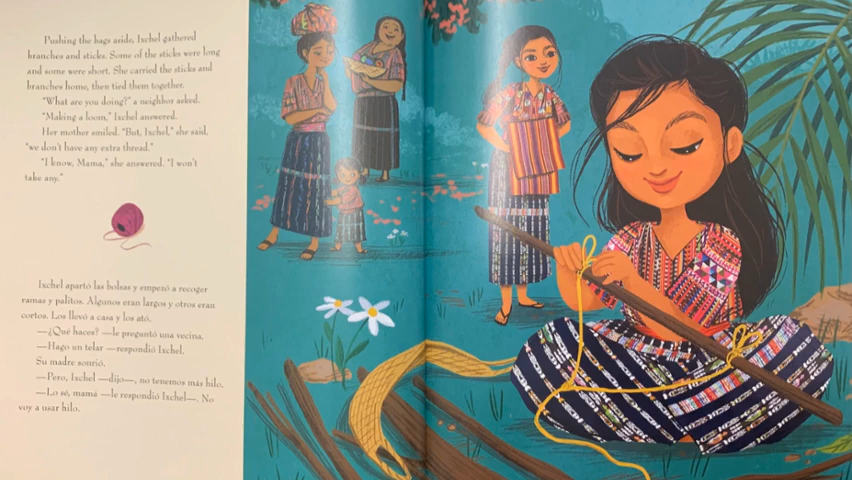 Pushing the bags aside, Ixchel gathered
branches and sticks. Some of the sticks were long
and some were short. She carried the sticks and
branches home, then tied them together.
"What are you doing?" a neighbor asked.
"Making a loom," Ixchel answered.
Her mother smiled. "But, Ixchel," she said,
"we don't have any extra thread."
"I know, Mama," she answered. "I won't
take any."
Ixchel apartó las bolsas y empezó a recoger
ramas y palitos. Algunos eran largos y otros eran
cortos. Los llevó a casa y los ató.
—¿Qué haces? —le preguntó una vecina.
—Hago un telar —respondió Ixchel.
Su madre sonrió.
—Pero, Ixchel —dijo—, no tenemos más hilo.
—Lo sé, mamá —le respondió Ixchel—. No
voy a usar hilo.